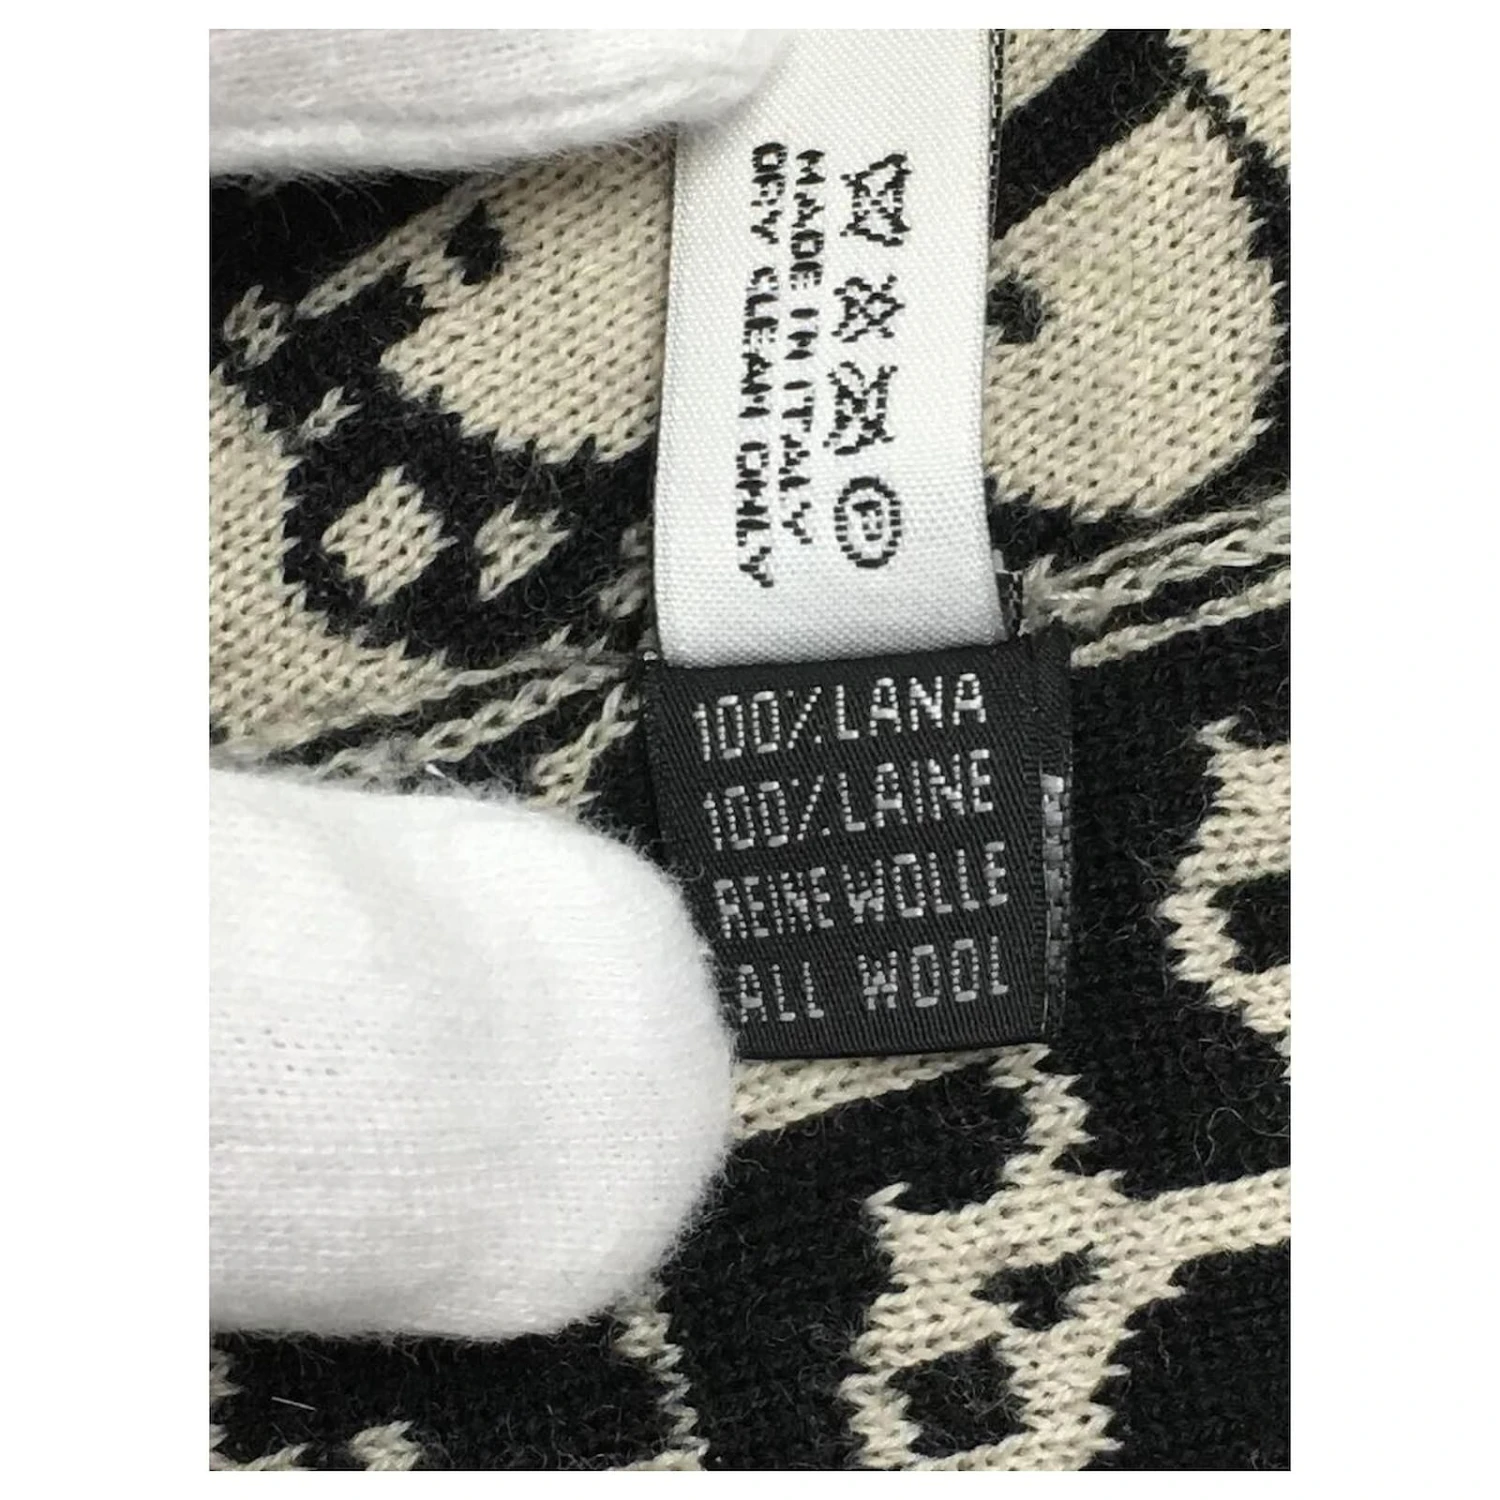 Ⓟ
MADE IN ITALY
DRY CLEAN ONLY
100% LANA
100% LAINE
REINE WOLLE
ALL WOOL